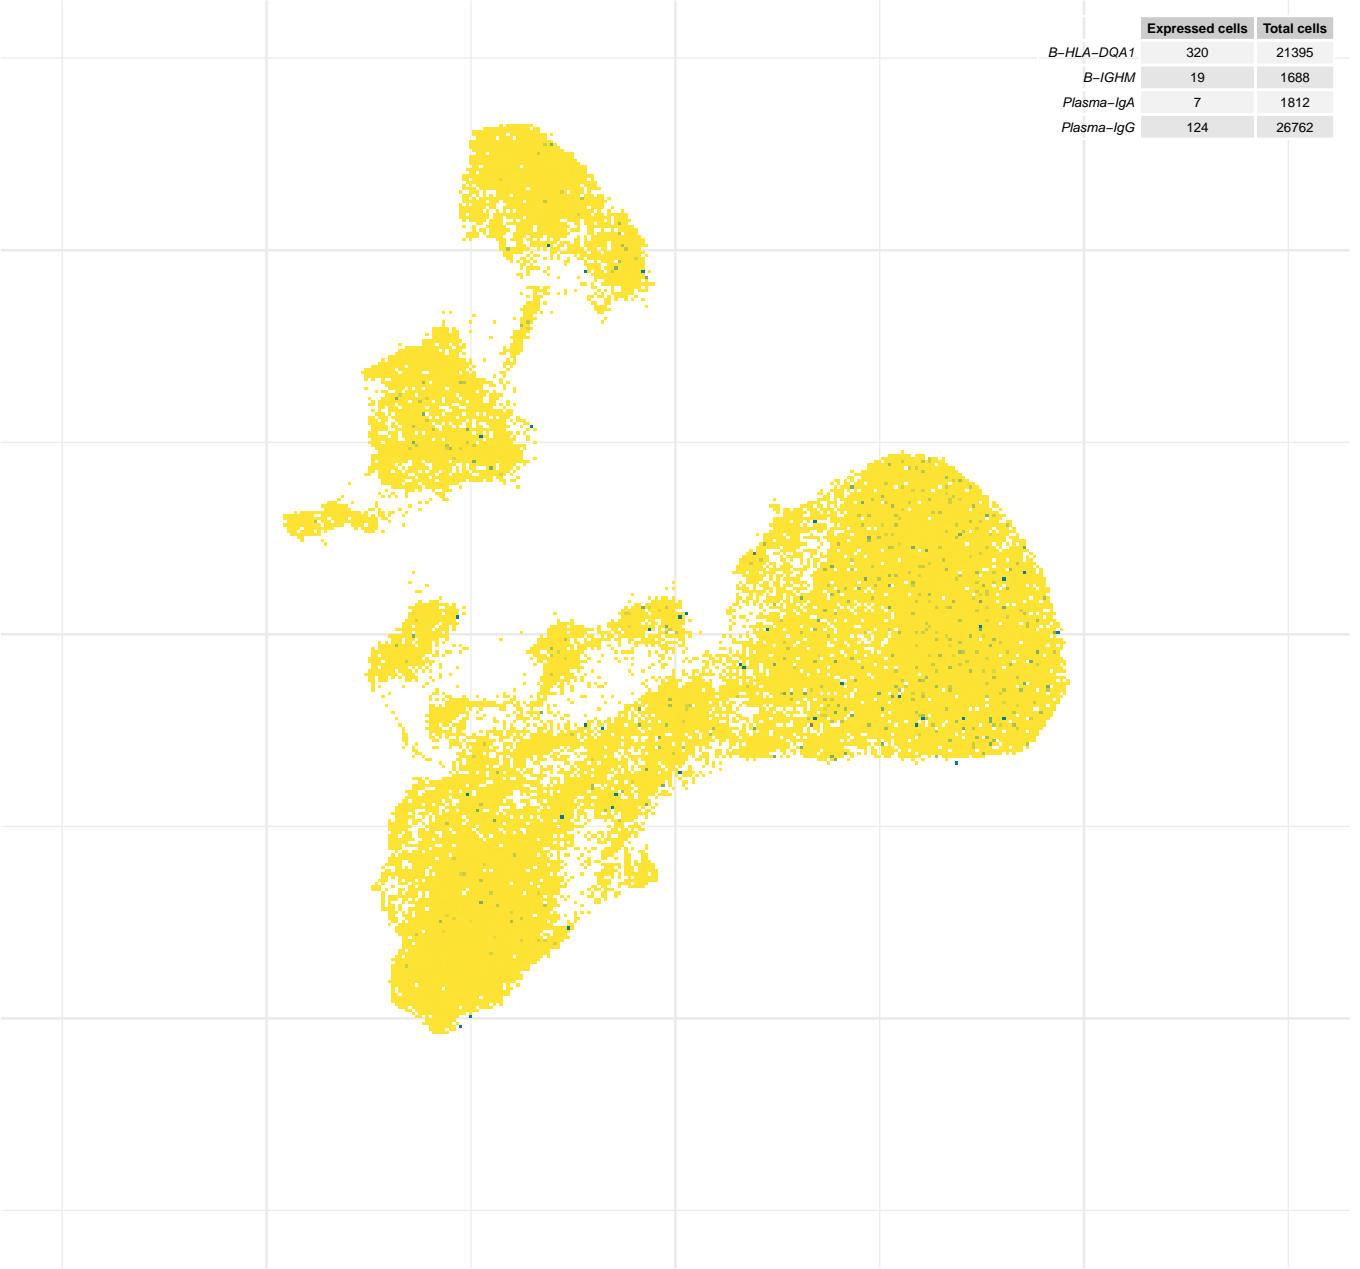 Expressed cells Total cells
B−HLA−DQA1 320 21395
B−IGHM 19 1688
Plasma−IgA 7 1812
Plasma−IgG 124 26762